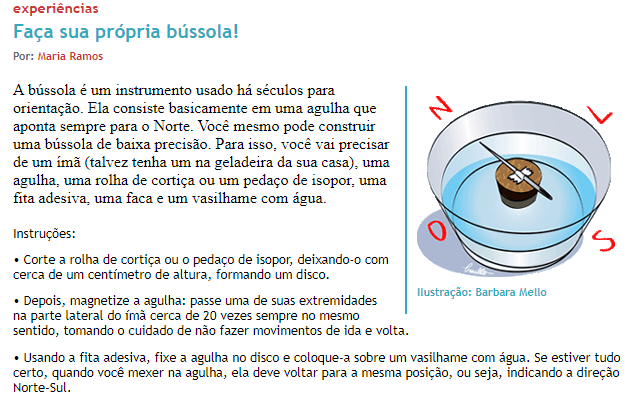 experiências
Faça sua própria bússola!
Por: Maria Ramos
A bússola é um instrumento usado há séculos para
orientação. Ela consiste basicamente em uma agulha que
aponta sempre para o Norte. Você mesmo pode construir
uma bússola de baixa precisão. Para isso, você vai precisar
de um ímã (talvez tenha um na geladeira da sua casa), uma
agulha, uma rolha de cortiça ou um pedaço de isopor, uma
fita adesiva, uma faca e um vasilhame com água.
Instruções:
• Corte a rolha de cortiça ou o pedaço de isopor, deixando-o com
cerca de um centímetro de altura, formando um disco.
• Depois, magnetize a agulha: passe uma de suas extremidades
na parte lateral do ímã cerca de 20 vezes sempre no mesmo
sentido, tomando o cuidado de não fazer movimentos de ida e volta.
• Usando a fita adesiva, fixe a agulha no disco e coloque-a sobre um vasilhame com água. Se estiver tudo
certo, quando você mexer na agulha, ela deve voltar para a mesma posição, ou seja, indicando a direção
Norte-Sul.
N
L
O
S
Ilustração: Barbara Mello